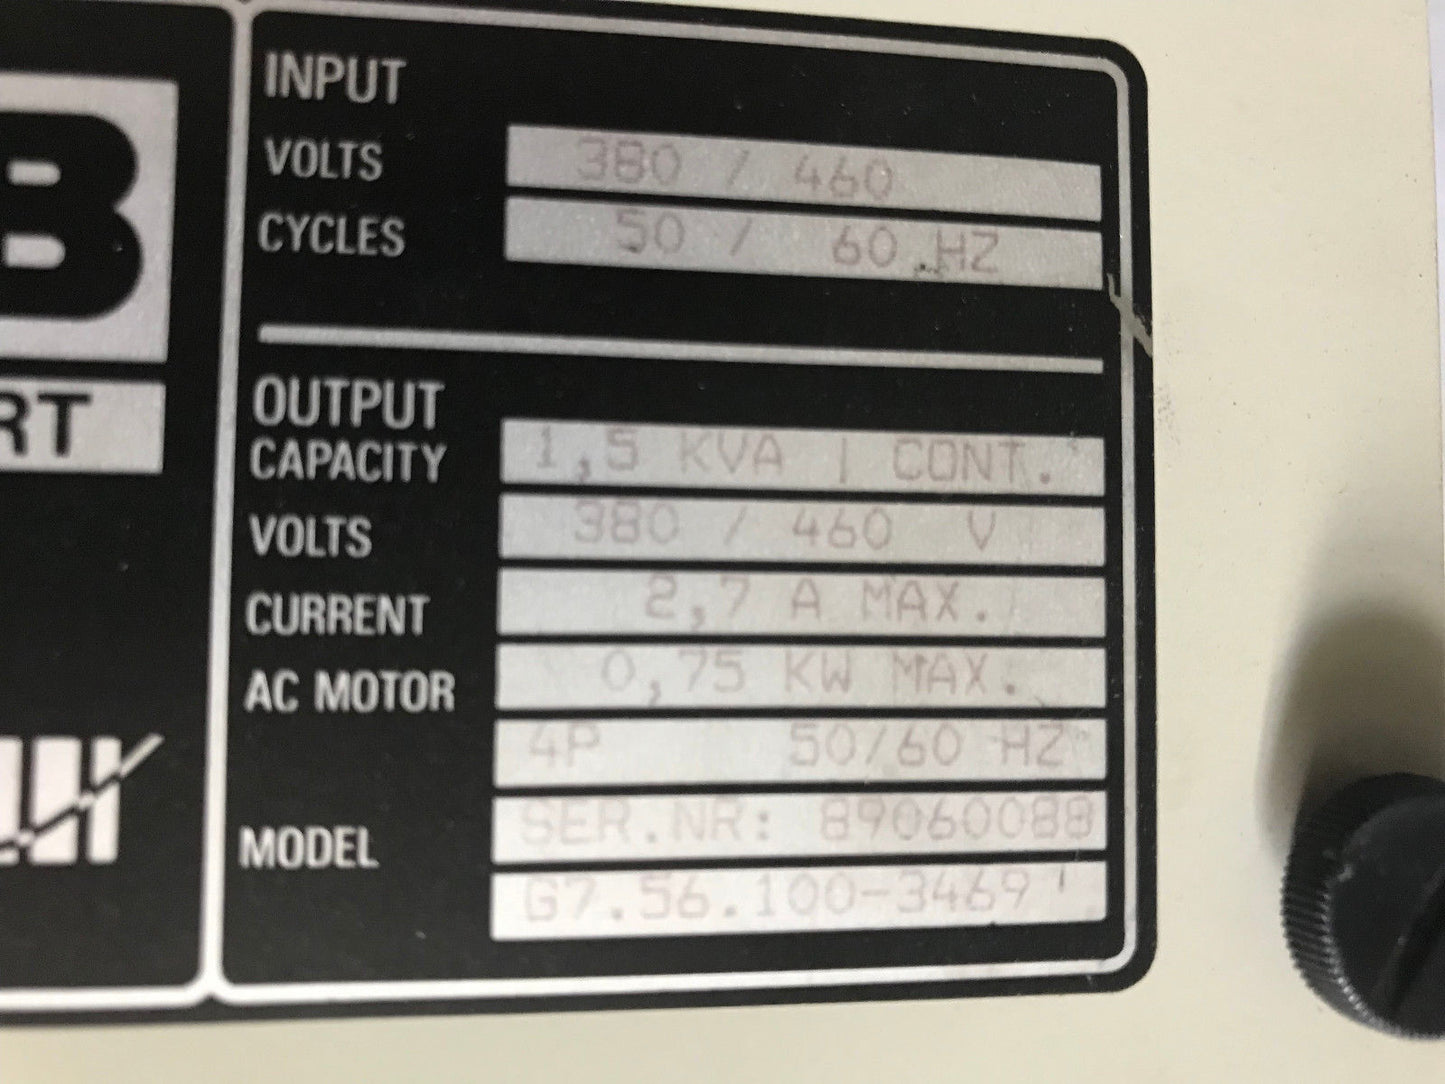 B
RT
INPUT
VOLTS 380 / 460
CYCLES 50 / 60 HZ
OUTPUT
CAPACITY 1,5 KVA | CONT.
VOLTS 380 / 460 V
CURRENT 2,7 A MAX.
AC MOTOR 0,75 KW MAX.
4P 50/60 HZ
SER.NR: 89060088
MODEL
G7.56.100-3469